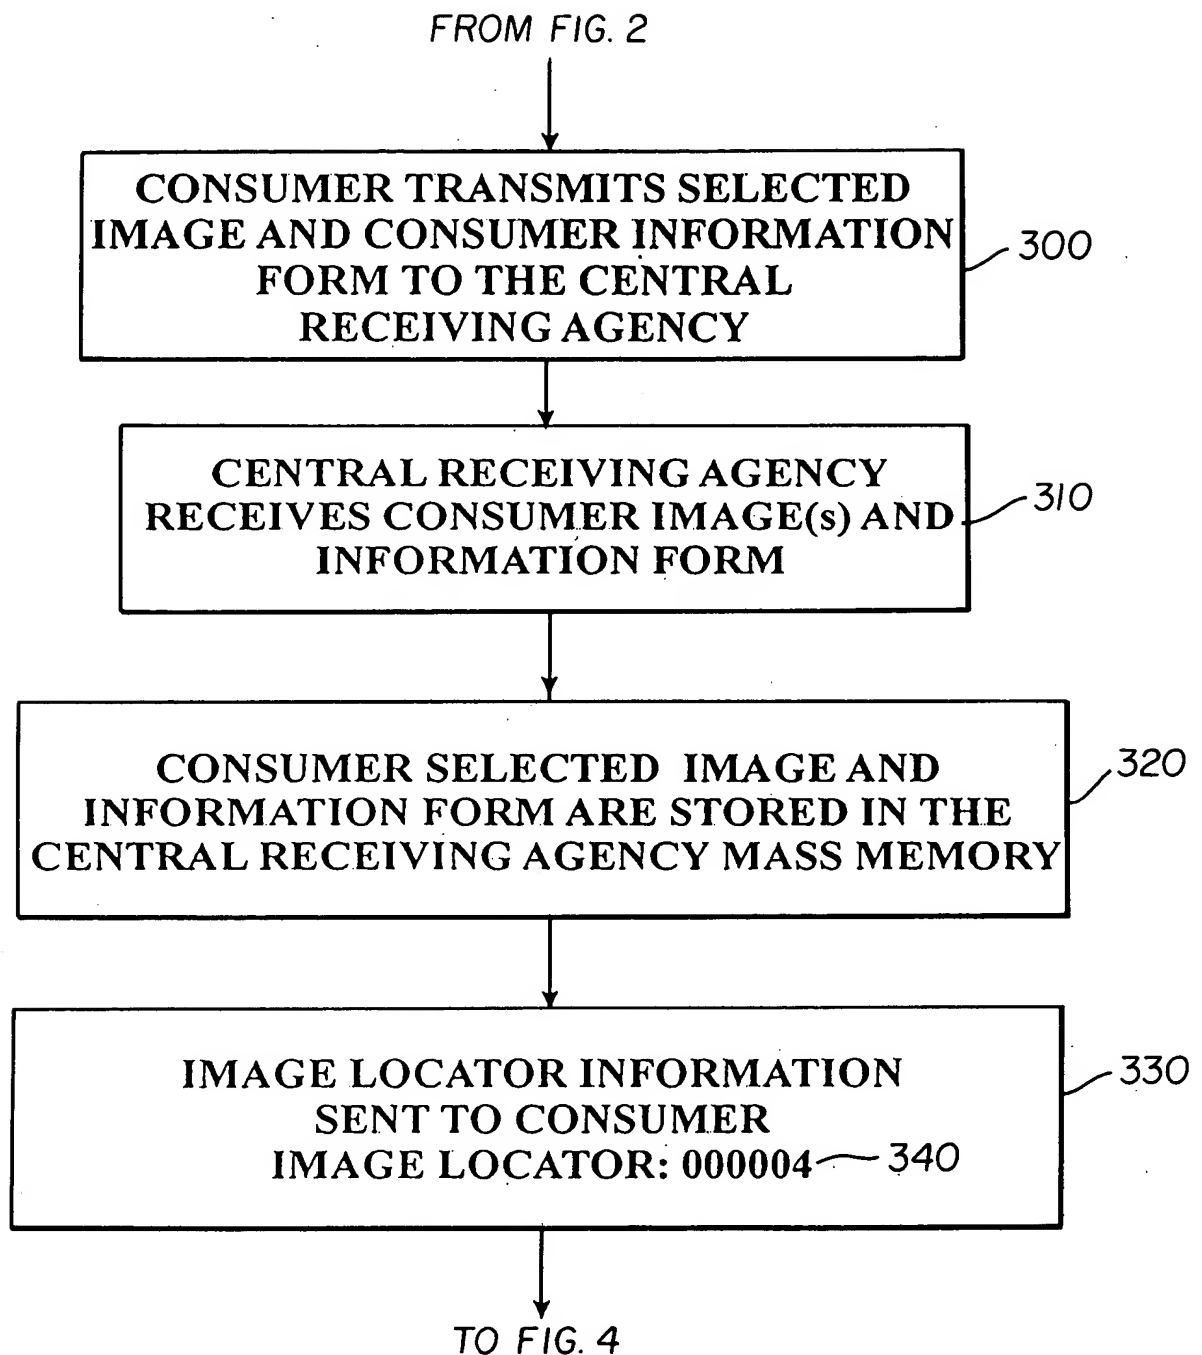 FROM FIG. 2
CONSUMER TRANSMITS SELECTED
IMAGE AND CONSUMER INFORMATION
FORM TO THE CENTRAL
RECEIVING AGENCY
300
CENTRAL RECEIVING AGENCY
RECEIVES CONSUMER IMAGE(s) AND
INFORMATION FORM
310
CONSUMER SELECTED IMAGE AND
INFORMATION FORM ARE STORED IN THE
CENTRAL RECEIVING AGENCY MASS MEMORY
320
IMAGE LOCATOR INFORMATION
SENT TO CONSUMER
IMAGE LOCATOR: 000004
340
330
TO FIG. 4